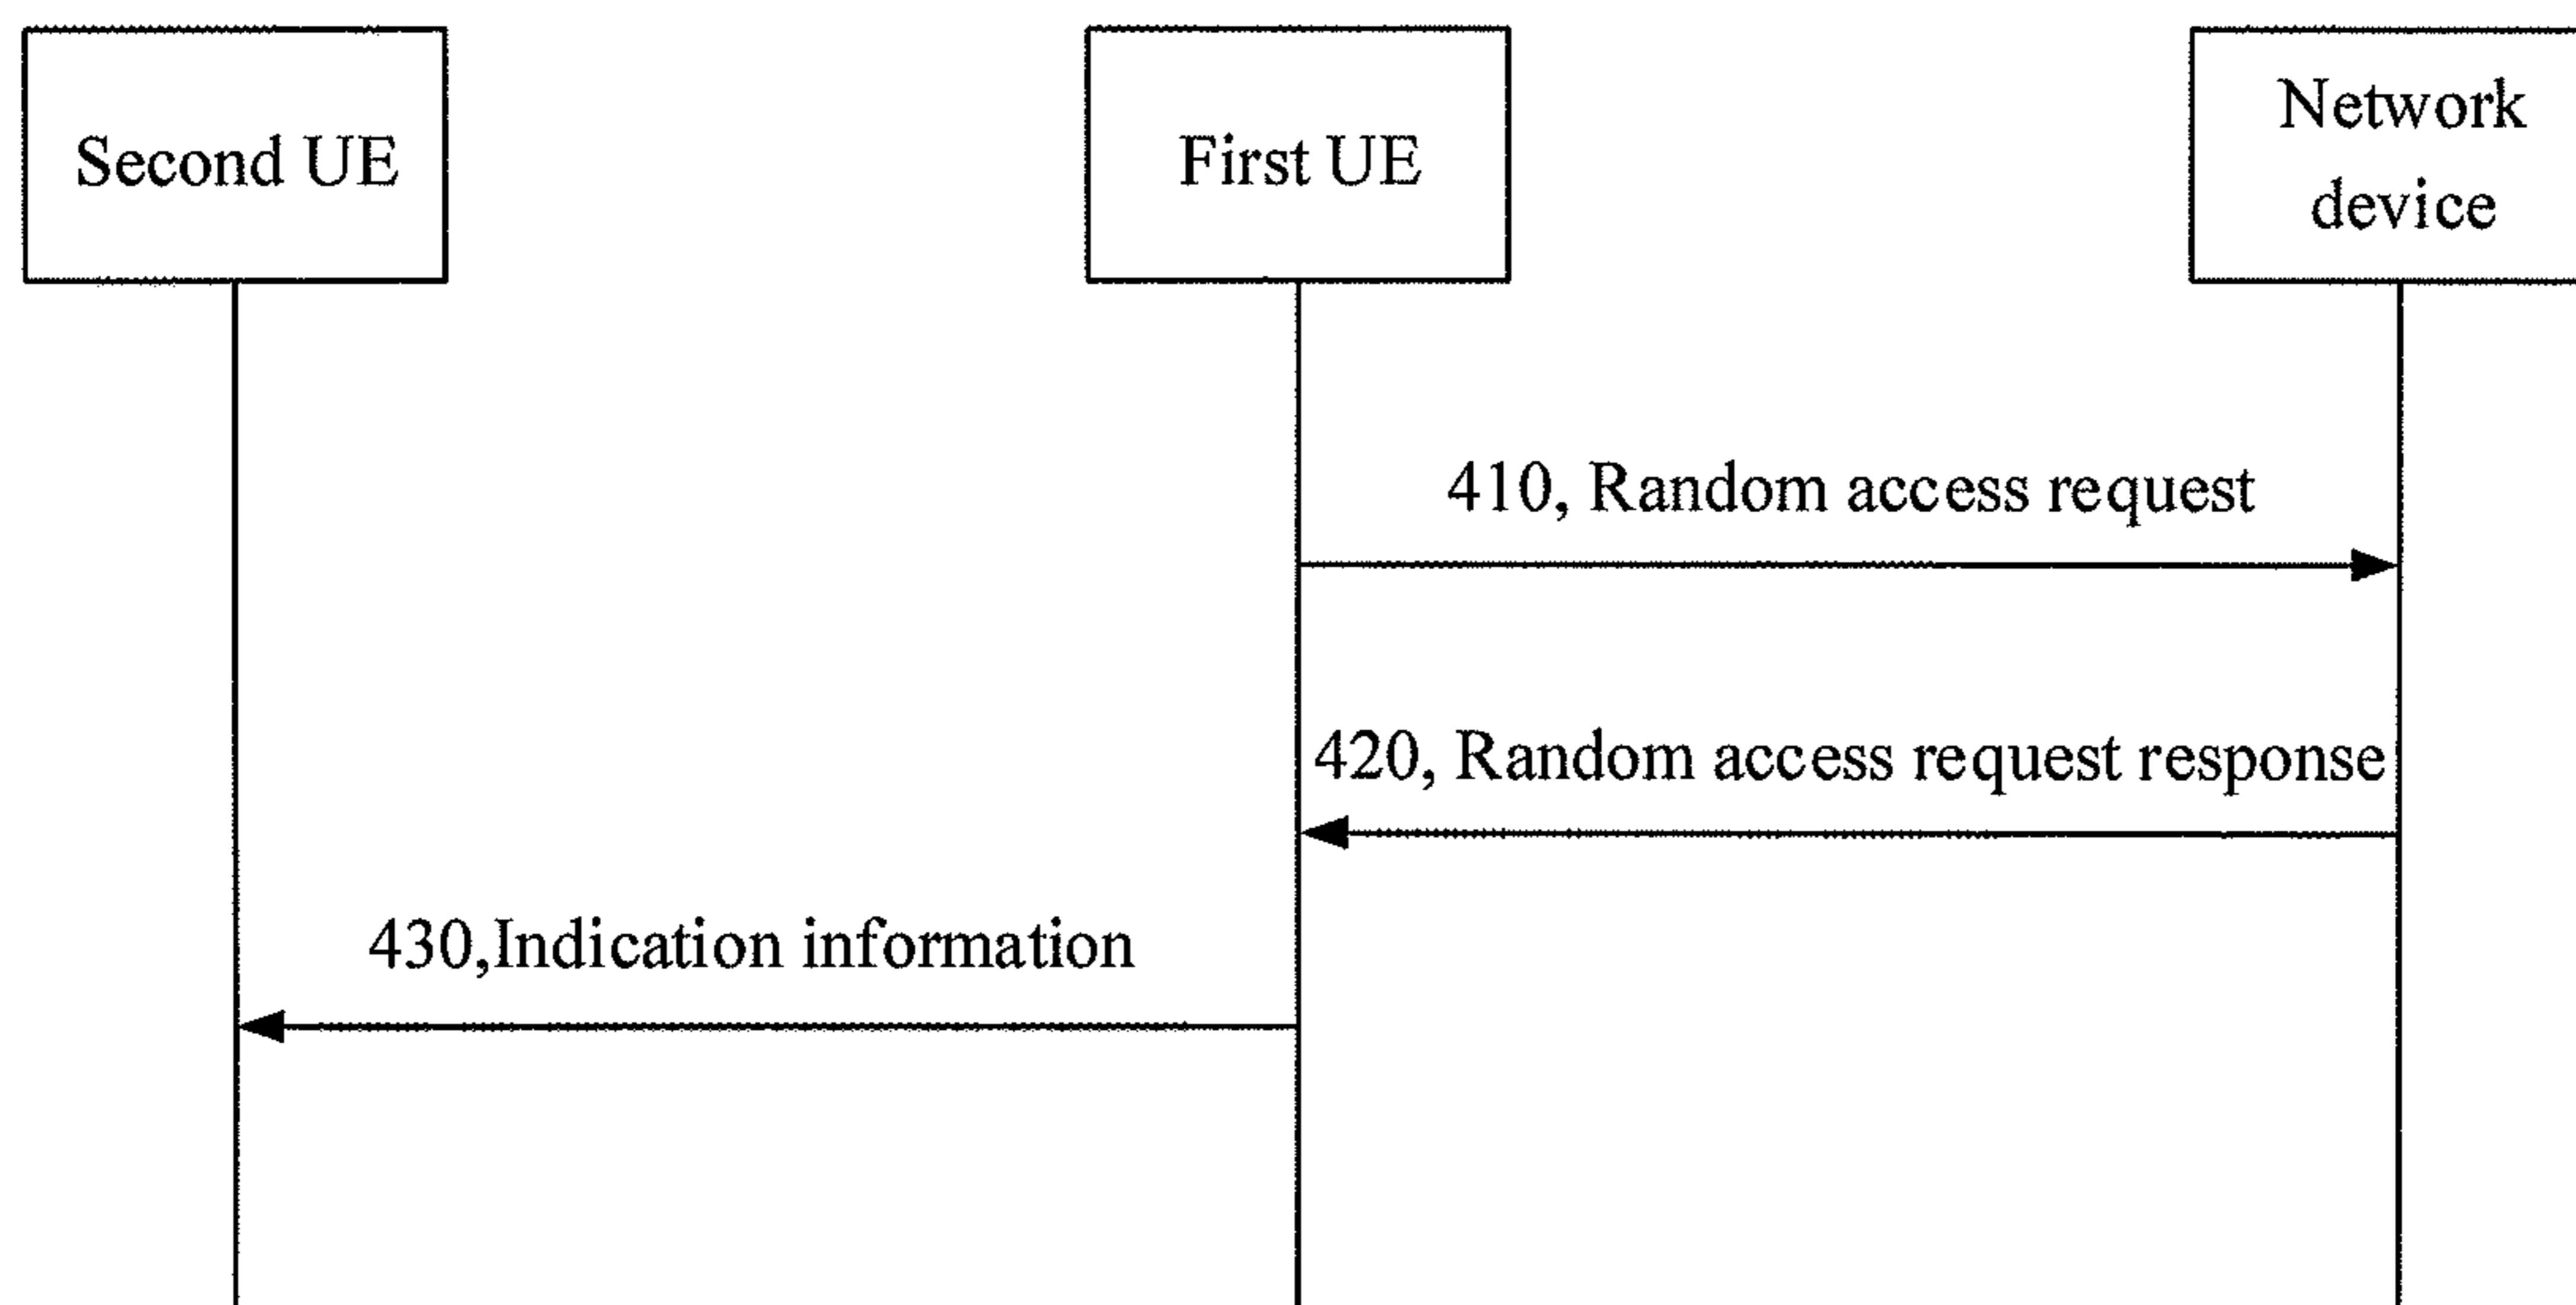 Second UE
First UE
Network
device
410, Random access request
420, Random access request response
430,Indication information